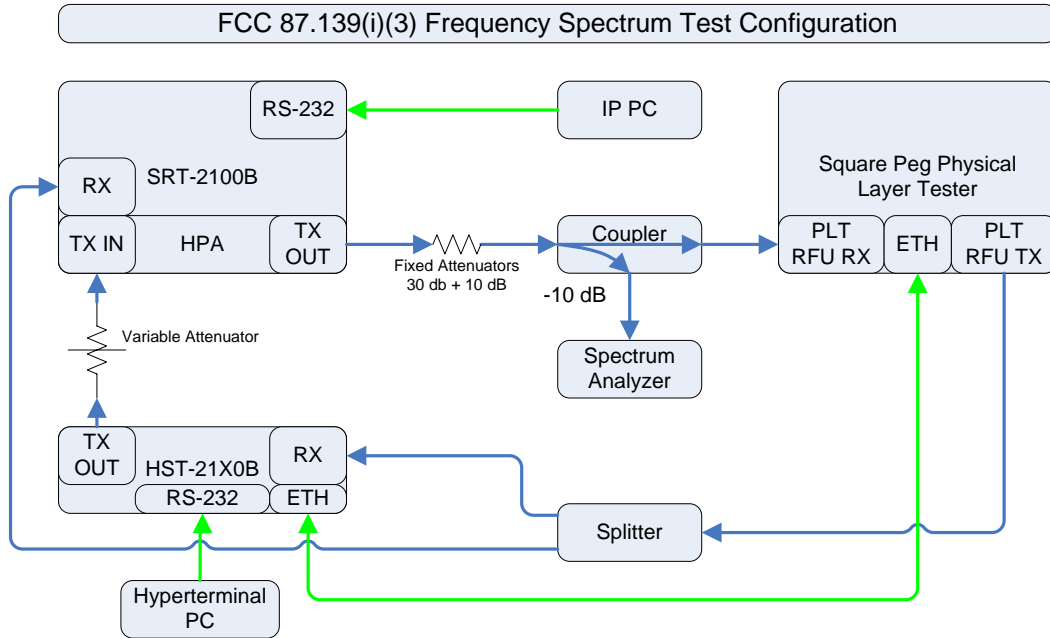 FCC 87.139(i)(3) Frequency Spectrum Test Configuration
RS-232
IP PC
RX
SRT-2100B
Square Peg Physical
Layer Tester
TX IN
HPA
TX
OUT
Fixed Attenuators
30 db + 10 dB
Coupler
-10 dB
PLT
RFU RX
ETH
PLT
RFU TX
Variable Attenuator
Spectrum
Analyzer
TX
OUT
HST-21X0B
RX
RS-232
ETH
Splitter
Hyperterminal
PC